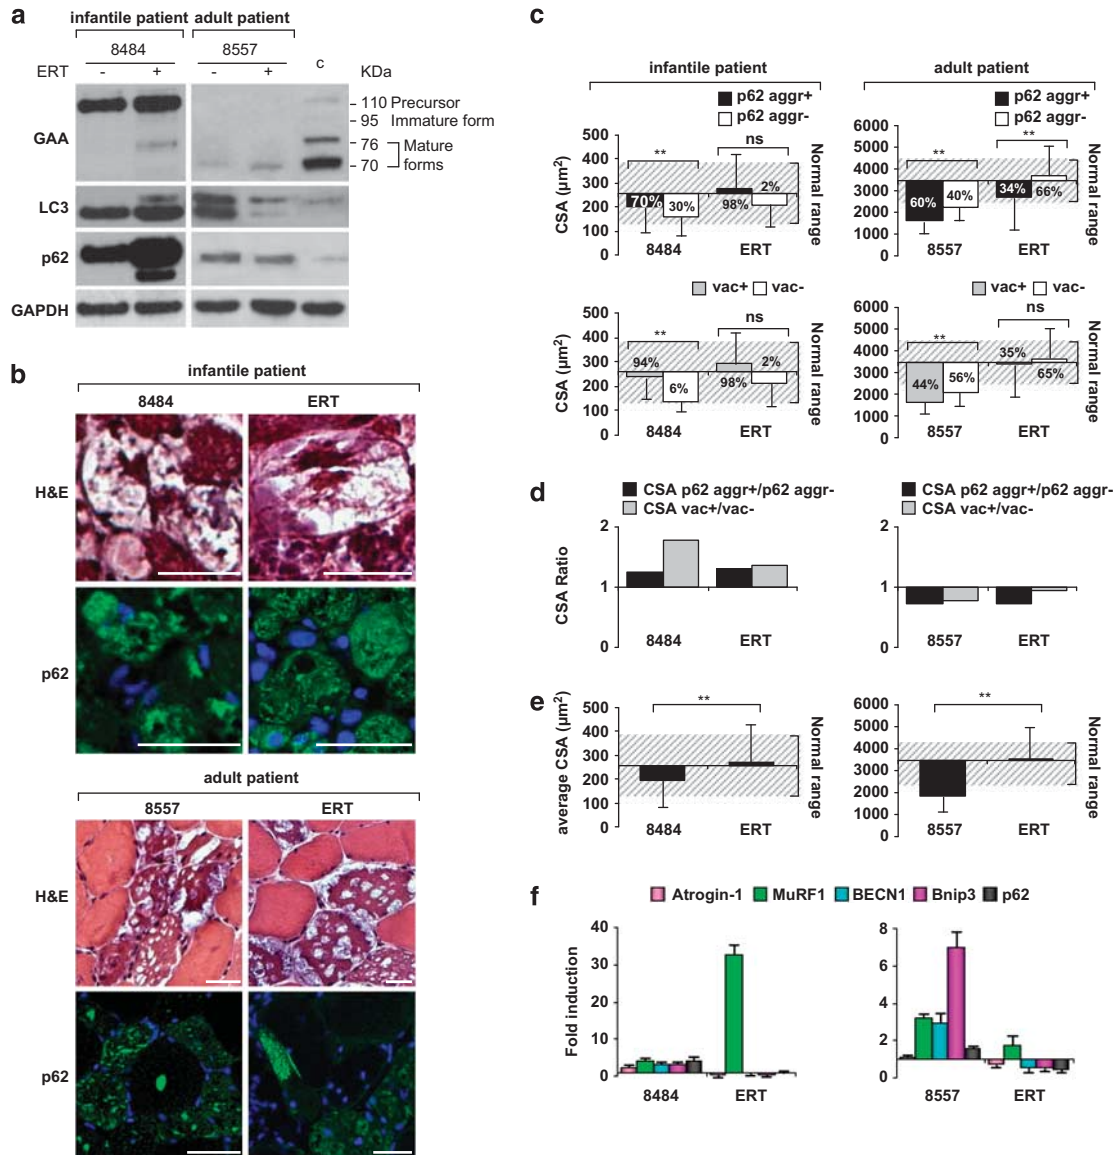 a
infantile patient adult patient
8484 8557
ERT - + - + c KDa
GAA
110 Precursor
95 Immature form
76 Mature
70 forms
LC3
p62
GAPDH
b
infantile patient
8484 ERT
H&E
p62
adult patient
8557 ERT
H&E
p62
c
infantile patient
p62 aggr+
p62 aggr-
CSA (µm²)
500
400
300
200
100
0
** ns
70% 30% 98% 2%
8484 ERT
Normal range
adult patient
p62 aggr+
p62 aggr-
6000
5000
4000
3000
2000
1000
0
** **
60% 40% 34% 66%
8557 ERT
Normal range
vac+ vac-
CSA (µm²)
500
400
300
200
100
0
** ns
94% 6% 98% 2%
8484 ERT
Normal range
vac+ vac-
6000
5000
4000
3000
2000
1000
0
** ns
44% 56% 35% 65%
8557 ERT
Normal range
d
CSA p62 aggr+/p62 aggr-
CSA vac+/vac-
CSA Ratio
2
1
0
8484 ERT
CSA p62 aggr+/p62 aggr-
CSA vac+/vac-
2
1
0
8557 ERT
e
average CSA (µm²)
500
400
300
200
100
0
**
8484 ERT
Normal range
6000
5000
4000
3000
2000
1000
0
**
8557 ERT
Normal range
f
Atrogin-1 MuRF1 BECN1 Bnip3 p62
Fold induction
40
30
20
10
0
8484 ERT
8
6
4
2
0
8557 ERT